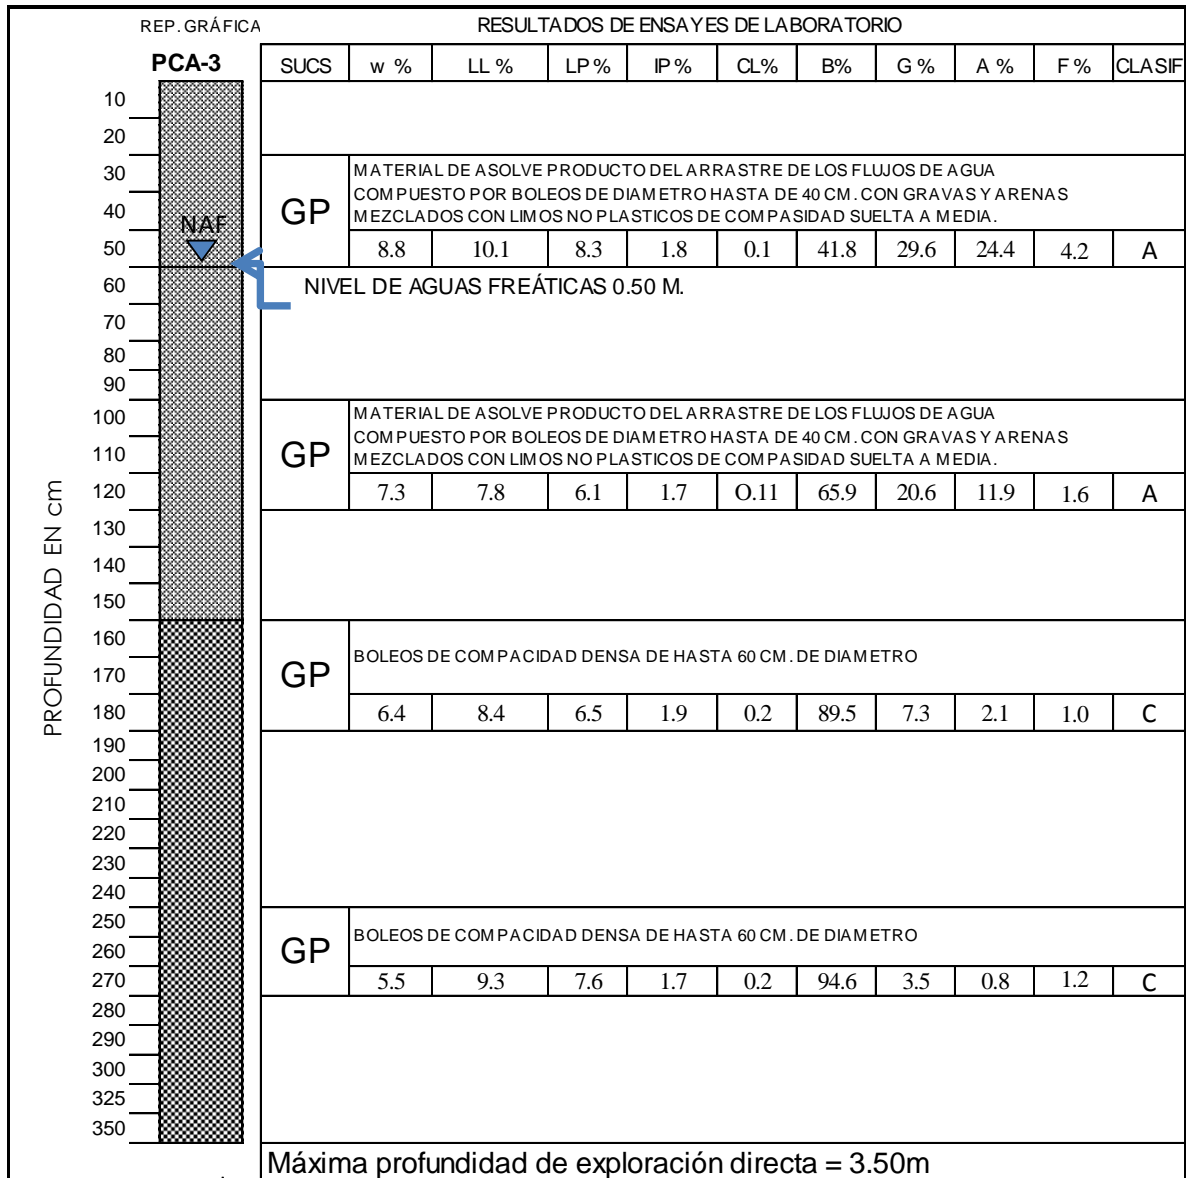 REP. GRÁFICA
RESULTADOS DE ENSAYES DE LABORATORIO
PCA-3
SUCS w % LL % LP % IP % CL% B% G % A % F % CLASIF
10
20
30
MATERIAL DE ASOLVE PRODUCTO DEL ARRASTRE DE LOS FLUJOS DE AGUA
COMPUESTO POR BOLEOS DE DIAMETRO HASTA DE 40 CM. CON GRAVAS Y ARENAS
MEZCLADOS CON LIMOS NO PLASTICOS DE COMPASIDAD SUELTA A MEDIA.
GP
40
NAF
50
8.8 10.1 8.3 1.8 0.1 41.8 29.6 24.4 4.2 A
60
NIVEL DE AGUAS FREÁTICAS 0.50 M.
70
80
90
100
MATERIAL DE ASOLVE PRODUCTO DEL ARRASTRE DE LOS FLUJOS DE AGUA
COMPUESTO POR BOLEOS DE DIAMETRO HASTA DE 40 CM. CON GRAVAS Y ARENAS
MEZCLADOS CON LIMOS NO PLASTICOS DE COMPASIDAD SUELTA A MEDIA.
GP
110
120
7.3 7.8 6.1 1.7 O.11 65.9 20.6 11.9 1.6 A
130
140
150
PROFUNDIDAD EN cm
160
BOLEOS DE COMPACIDAD DENSA DE HASTA 60 CM. DE DIAMETRO
GP
170
180
6.4 8.4 6.5 1.9 0.2 89.5 7.3 2.1 1.0 C
190
200
210
220
230
240
250
BOLEOS DE COMPACIDAD DENSA DE HASTA 60 CM. DE DIAMETRO
GP
260
270
5.5 9.3 7.6 1.7 0.2 94.6 3.5 0.8 1.2 C
280
290
300
325
350
Máxima profundidad de exploración directa = 3.50m